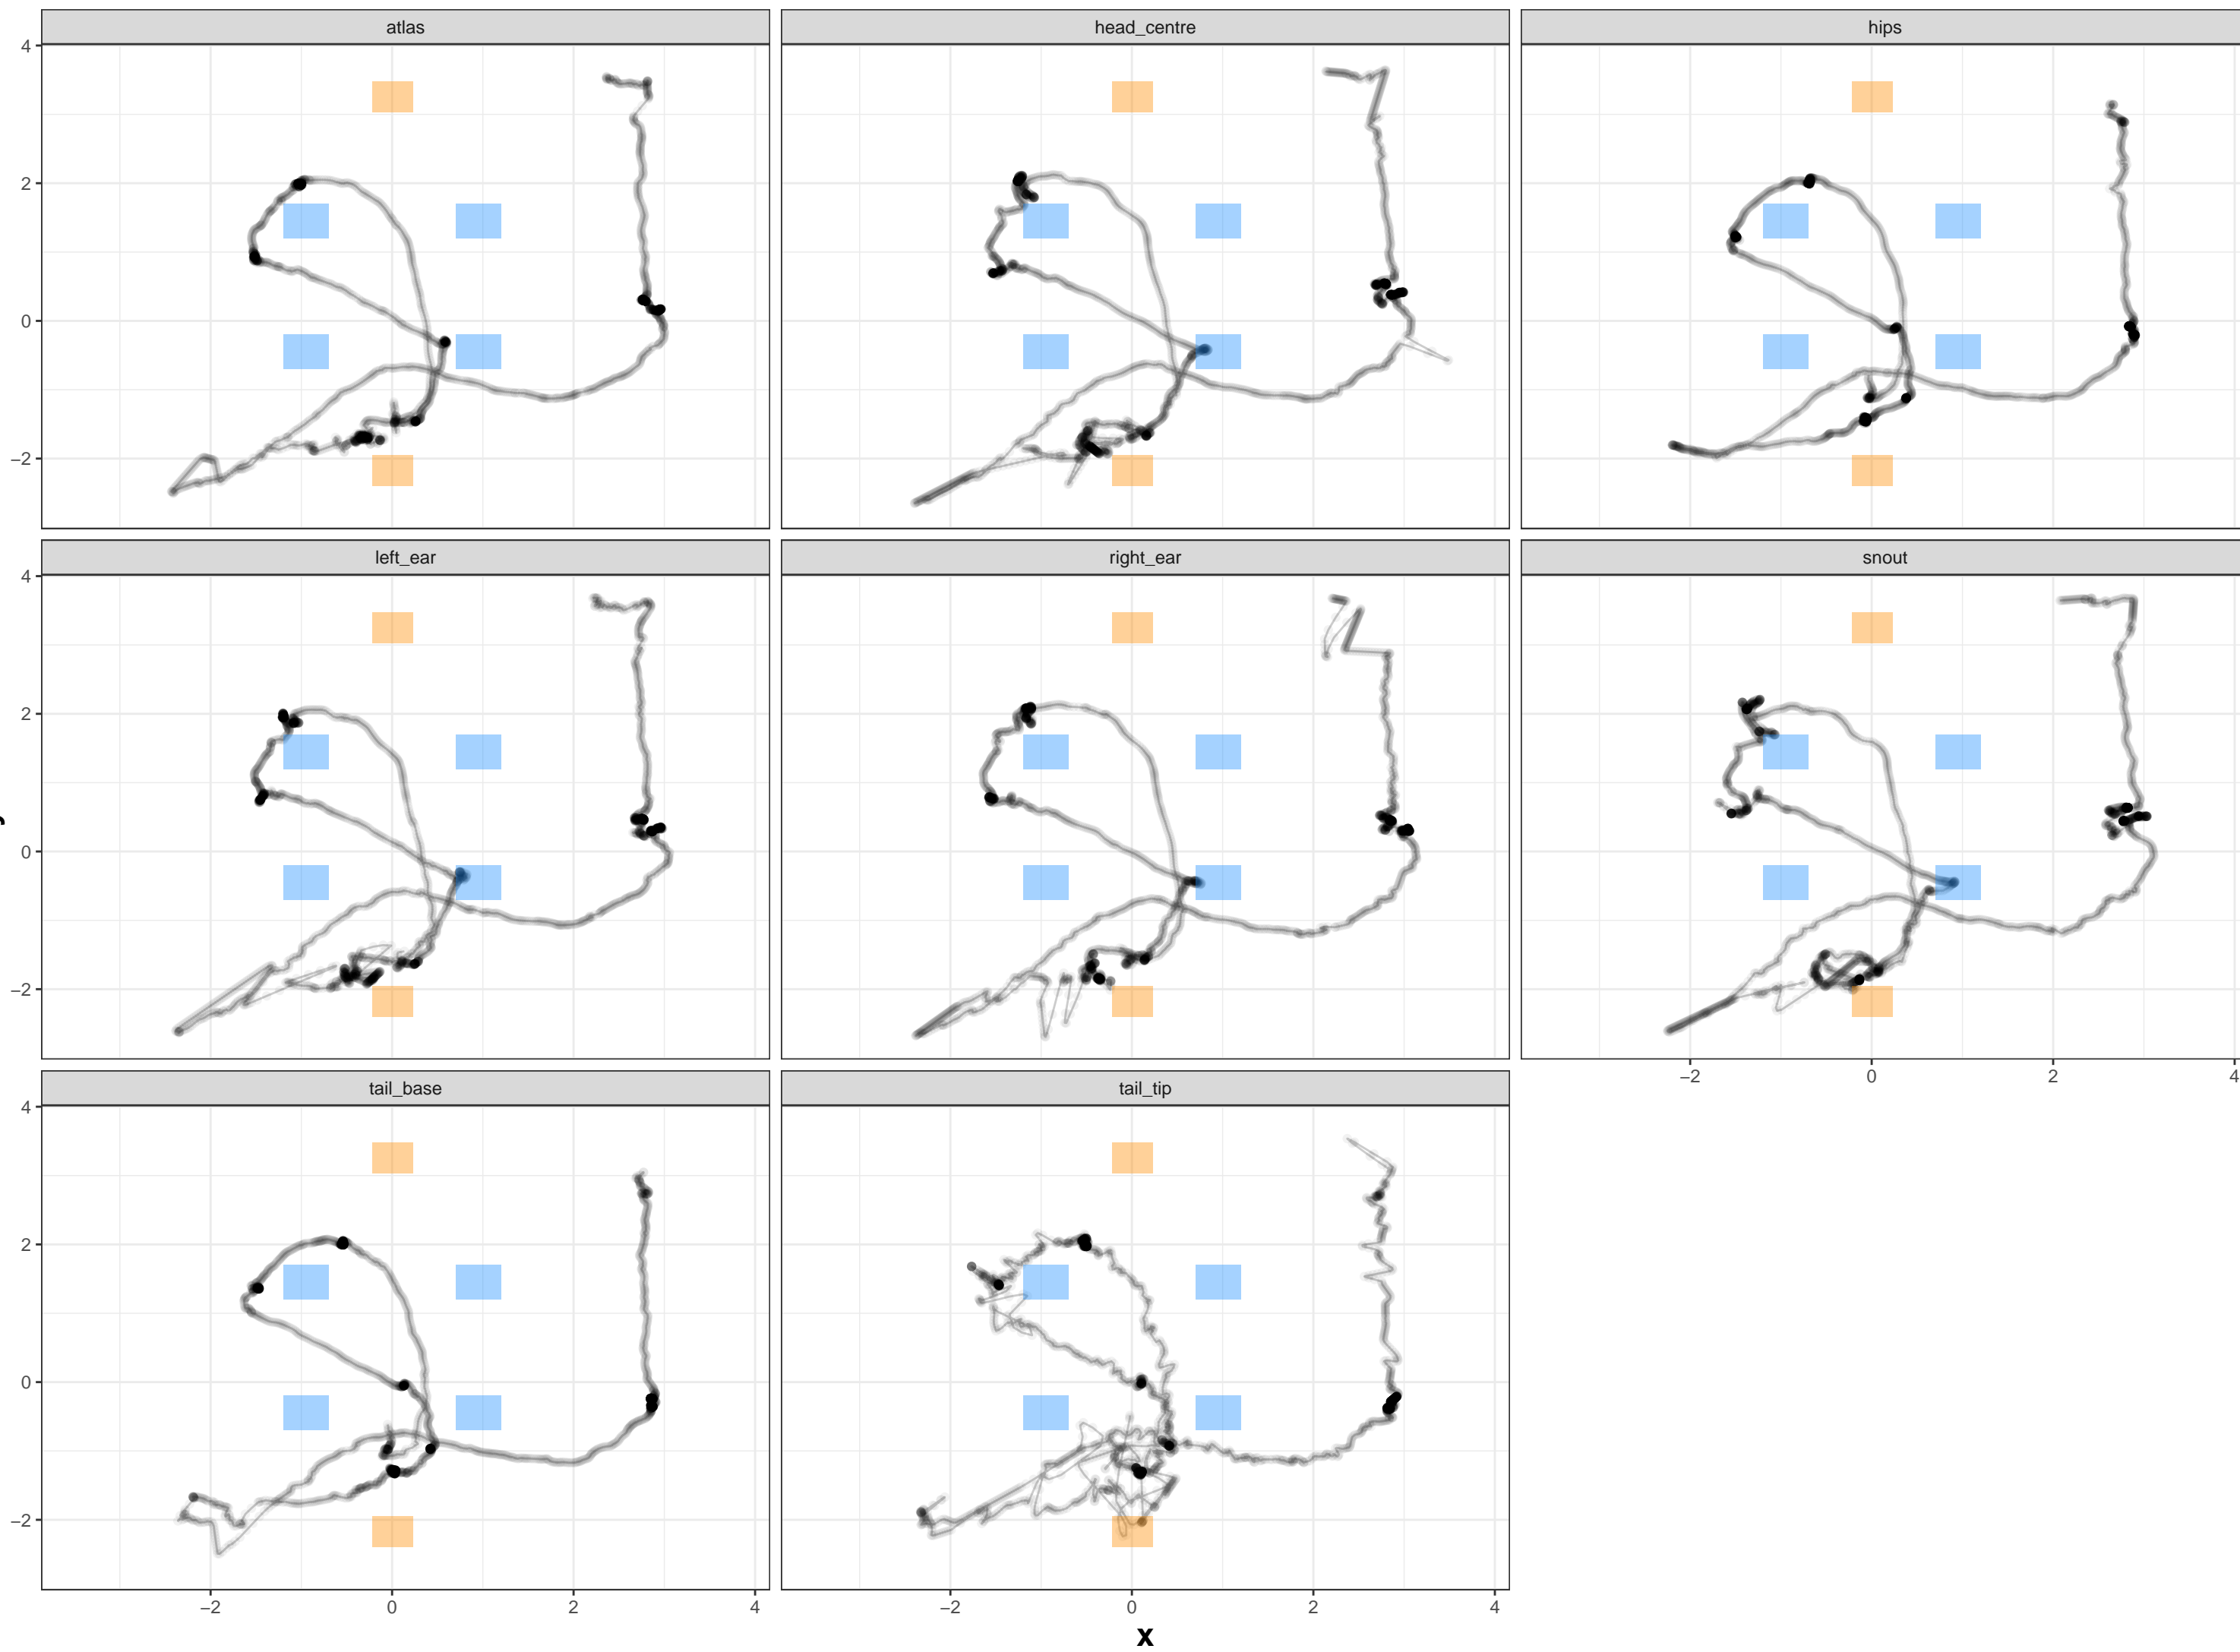 atlas head_centre hips
4
2
0
−2
left_ear right_ear snout
4
2
0
−2
−2 0 2 4
tail_base tail_tip
4
2
0
−2
−2 0 2 4 −2 0 2 4
x